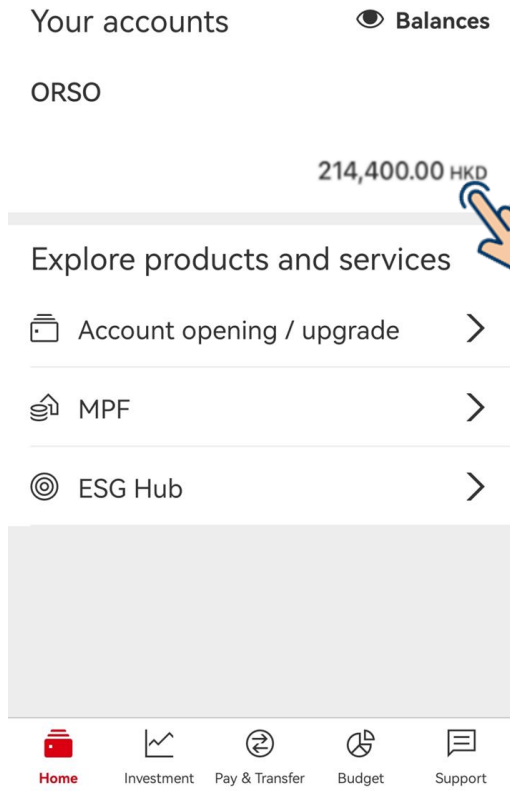 Your accounts Balances
ORSO
214,400.00 HKD
Explore products and services
Account opening / upgrade
MPF
ESG Hub
Home Investment Pay & Transfer Budget Support